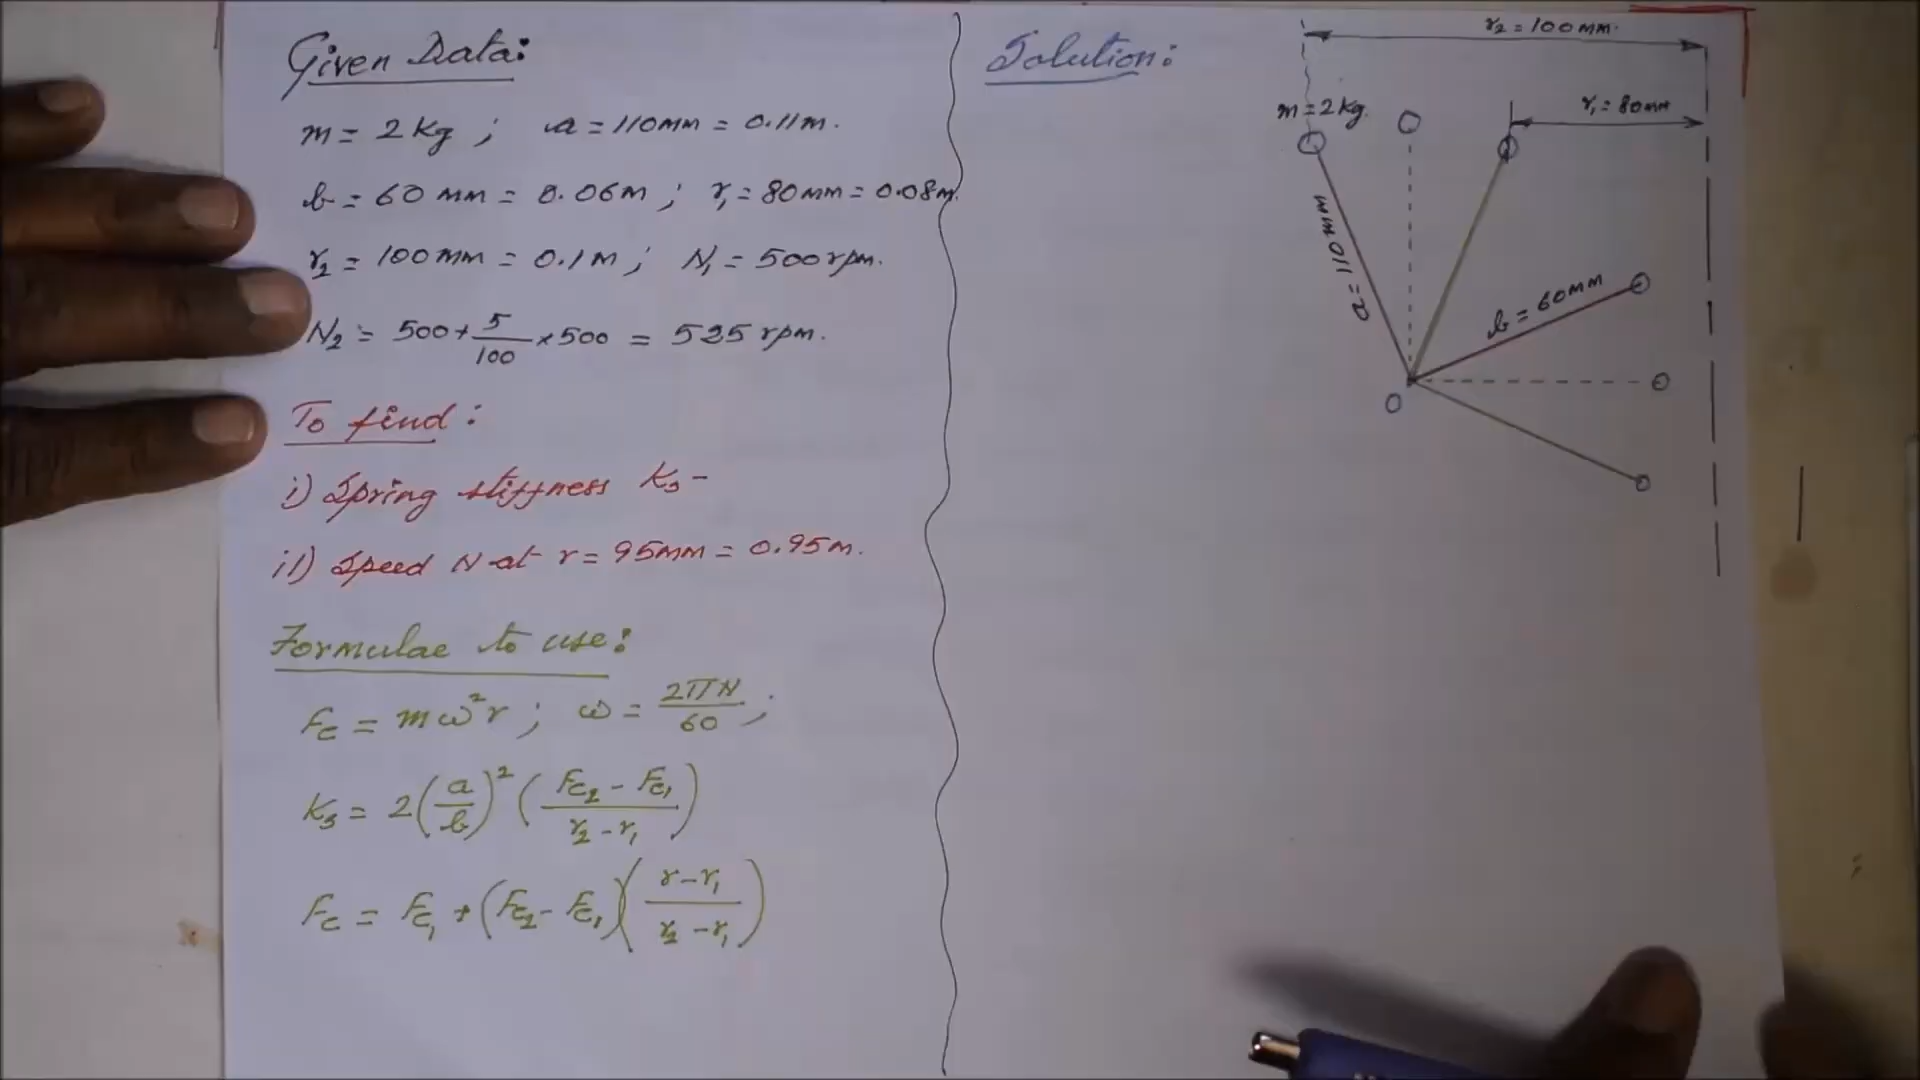 Given Data:
m = 2 Kg ; a = 110mm = 0.11m.
b = 60 mm = 0.06m ; r₁ = 80mm = 0.08m.
r₂ = 100mm = 0.1m ; N₁ = 500rpm.
N₂ = 500 + 5/100 × 500 = 525 rpm.
To find:
i) Spring stiffness Ks -
ii) Speed N at r = 95mm = 0.95m.
Formulae to use:
Fc = mω²r ; ω = 2πN/60 ;
Ks = 2(a/b)² (Fc₂ - Fc₁ / r₂ - r₁)
Fc = Fc₁ + (Fc₂ - Fc₁)(r - r₁ / r₂ - r₁)
Solution:
r₂ = 100mm.
m = 2kg.
r₁ = 80mm
a = 110mm
b = 60mm
O